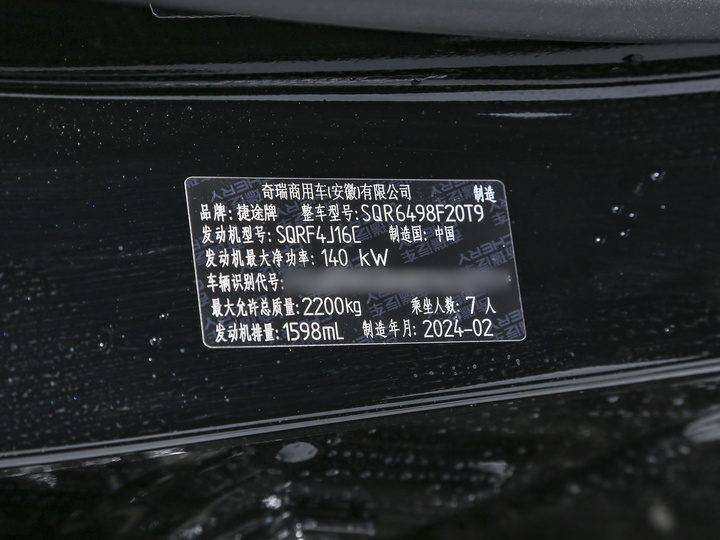 奇瑞商用车(安徽)有限公司 制造
品牌: 捷途牌 整车型号: SQR6498F20T9
发动机型号: SQRF4J16C 制造国: 中国
发动机最大净功率: 140 kW
车辆识别代号:
最大允许总质量: 2200kg 乘坐人数: 7 人
发动机排量: 1598mL 制造年月: 2024-02